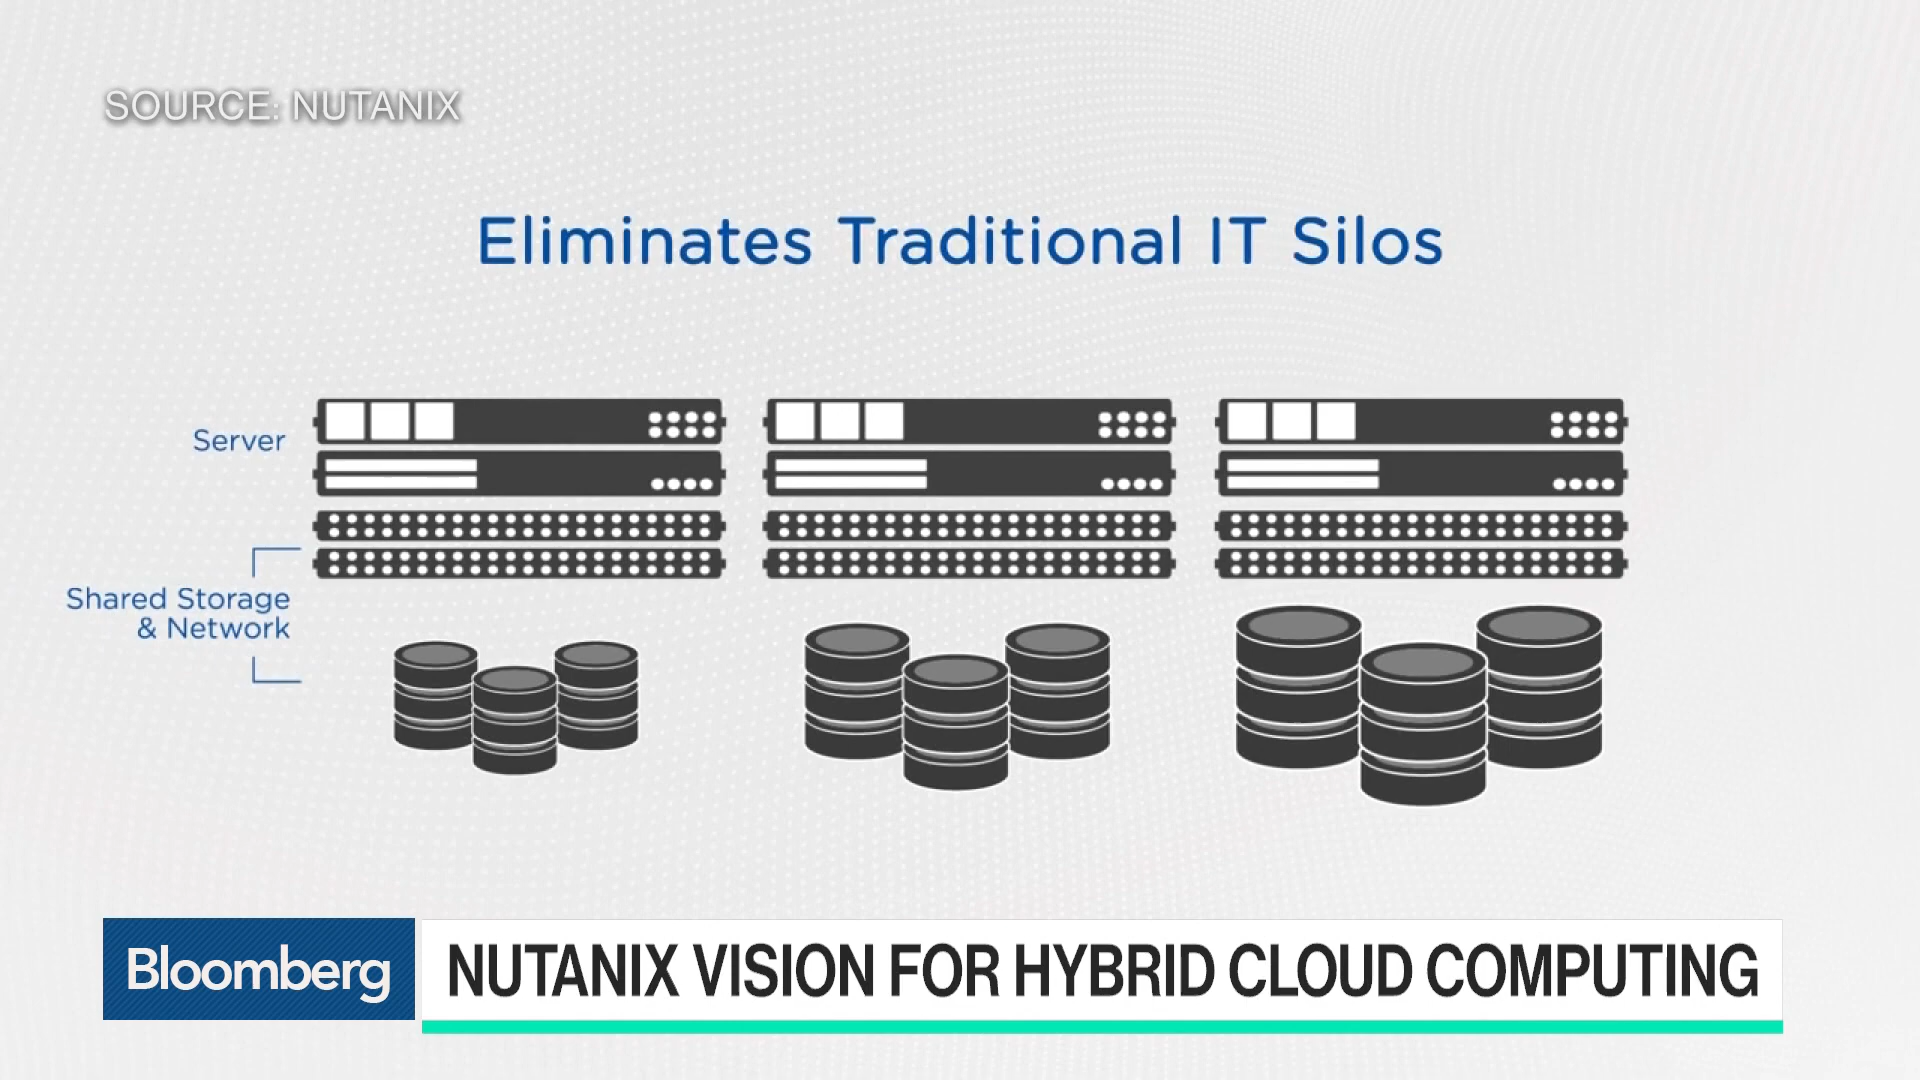 SOURCE: NUTANIX
Eliminates Traditional IT Silos
Server
Shared Storage
& Network
Bloomberg
NUTANIX VISION FOR HYBRID CLOUD COMPUTING